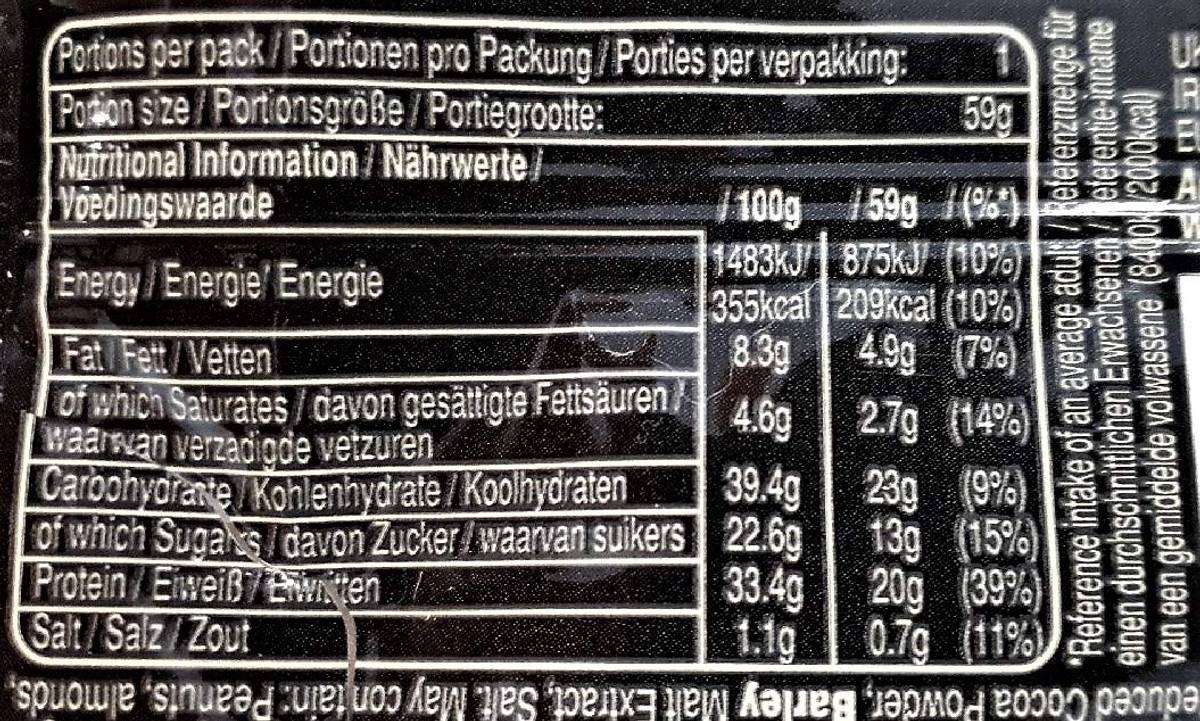 Portions per pack / Portionen pro Packung / Porties per verpakking: 1
Portion size / Portionsgröße / Portiegrootte: 59g
Nutritional Information / Nährwerte /
Voedingswaarde /100g /59g /(%*)
Energy / Energie/ Energie 1483kJ/ 875kJ/ (10%)
355kcal 209kcal (10%)
Fat / Fett / Vetten 8.3g 4.9g (7%)
of which Saturates / davon gesättigte Fettsäuren /
waarvan verzadigde vetzuren 4.6g 2.7g (14%)
Carbohydrate / Kohlenhydrate / Koolhydraten 39.4g 23g (9%)
of which Sugars / davon Zucker / waarvan suikers 22.6g 13g (15%)
Protein / Eiweiß / Eiwitten 33.4g 20g (39%)
Salt / Salz / Zout 1.1g 0.7g (11%)
*Reference intake of an average adult / Referenzmenge für
einen durchschnittlichen Erwachsenen / Referentie-inname
van een gemiddelde volwassene (8400kJ/2000kcal)
educed Cocoa Powder, Barley Malt Extract, Salt. May contain: Peanuts, almonds,